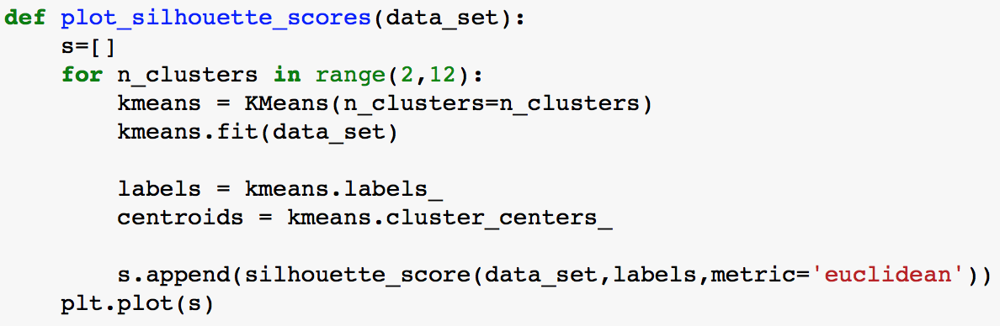 def plot_silhouette_scores(data_set):
    s=[]
    for n_clusters in range(2,12):
        kmeans = KMeans(n_clusters=n_clusters)
        kmeans.fit(data_set)

        labels = kmeans.labels_
        centroids = kmeans.cluster_centers_

        s.append(silhouette_score(data_set,labels,metric='euclidean'))
    plt.plot(s)